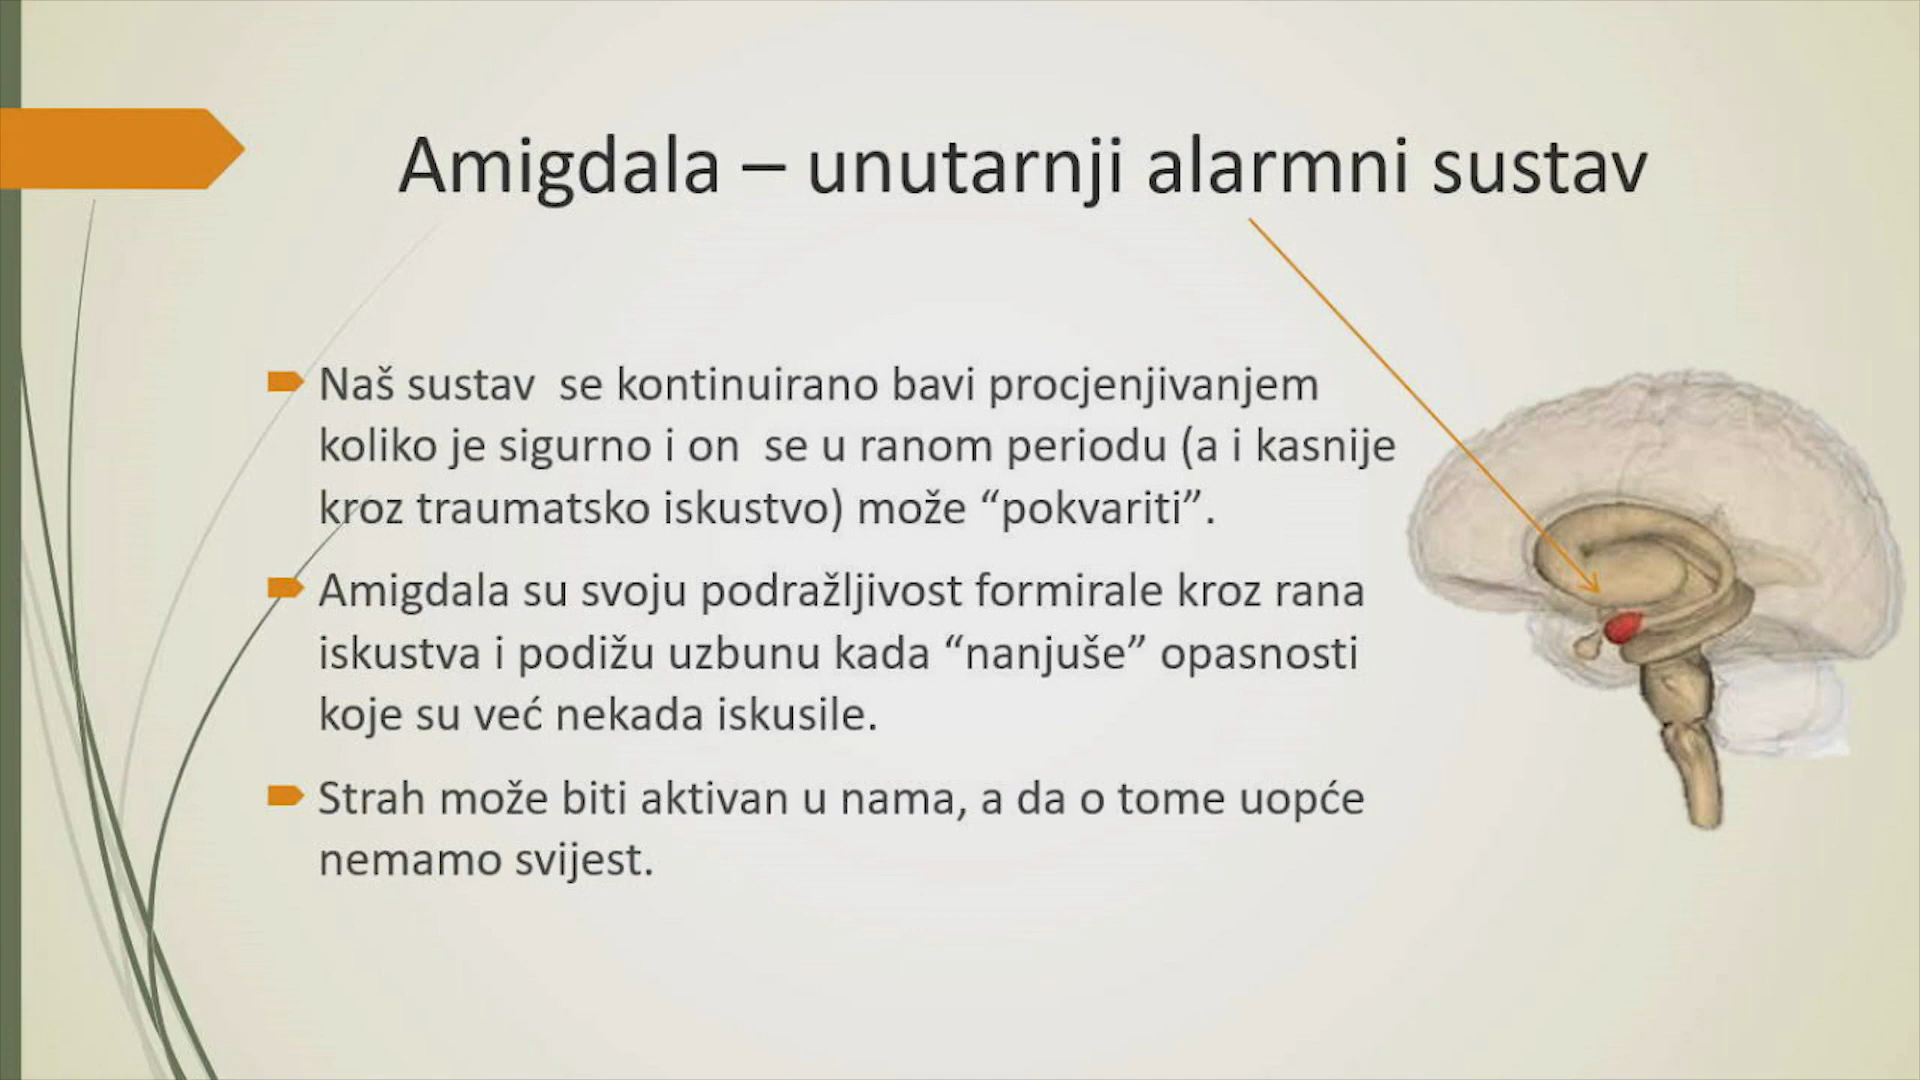 Amigdala – unutarnji alarmni sustav
Naš sustav  se kontinuirano bavi procjenjivanjem
koliko je sigurno i on  se u ranom periodu (a i kasnije
kroz traumatsko iskustvo) može “pokvariti”.
Amigdala su svoju podražljivost formirale kroz rana
iskustva i podižu uzbunu kada “nanjuše” opasnosti
koje su već nekada iskusile.
Strah može biti aktivan u nama, a da o tome uopće
nemamo svijest.